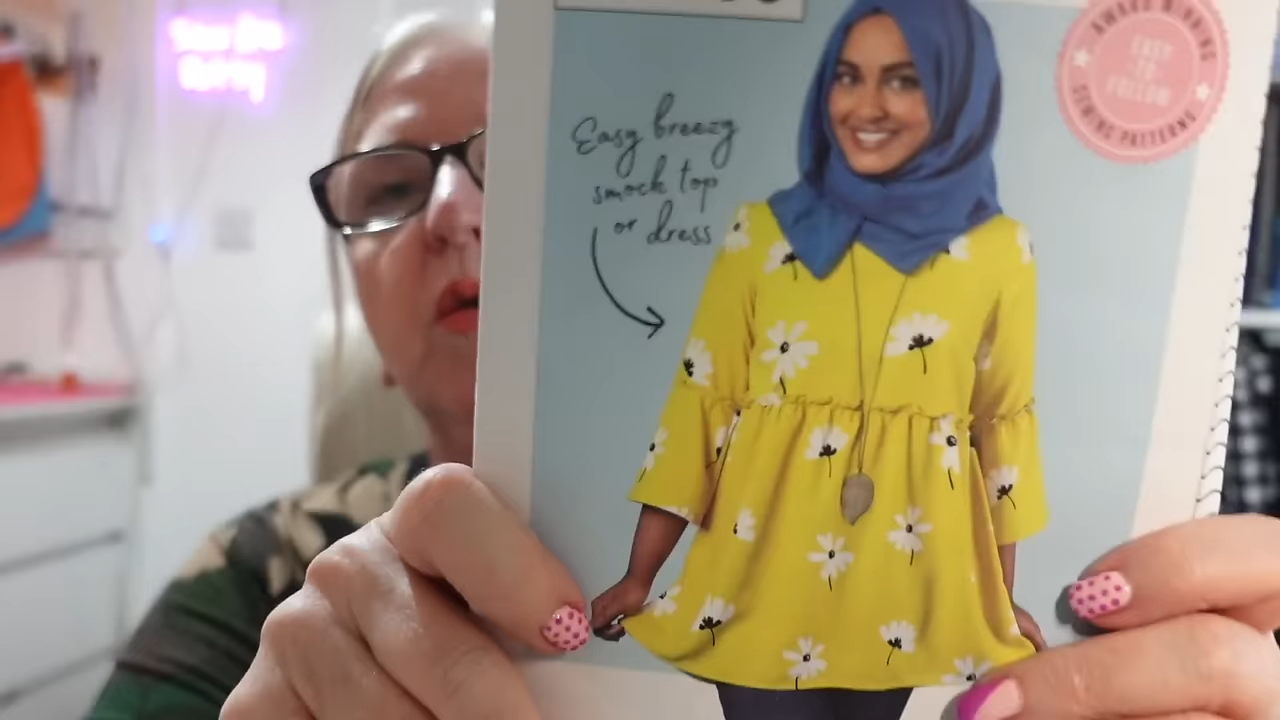 Easy breezy
smock top
or dress
AWARD WINNING
EASY
TO
FOLLOW
SEWING PATTERNS